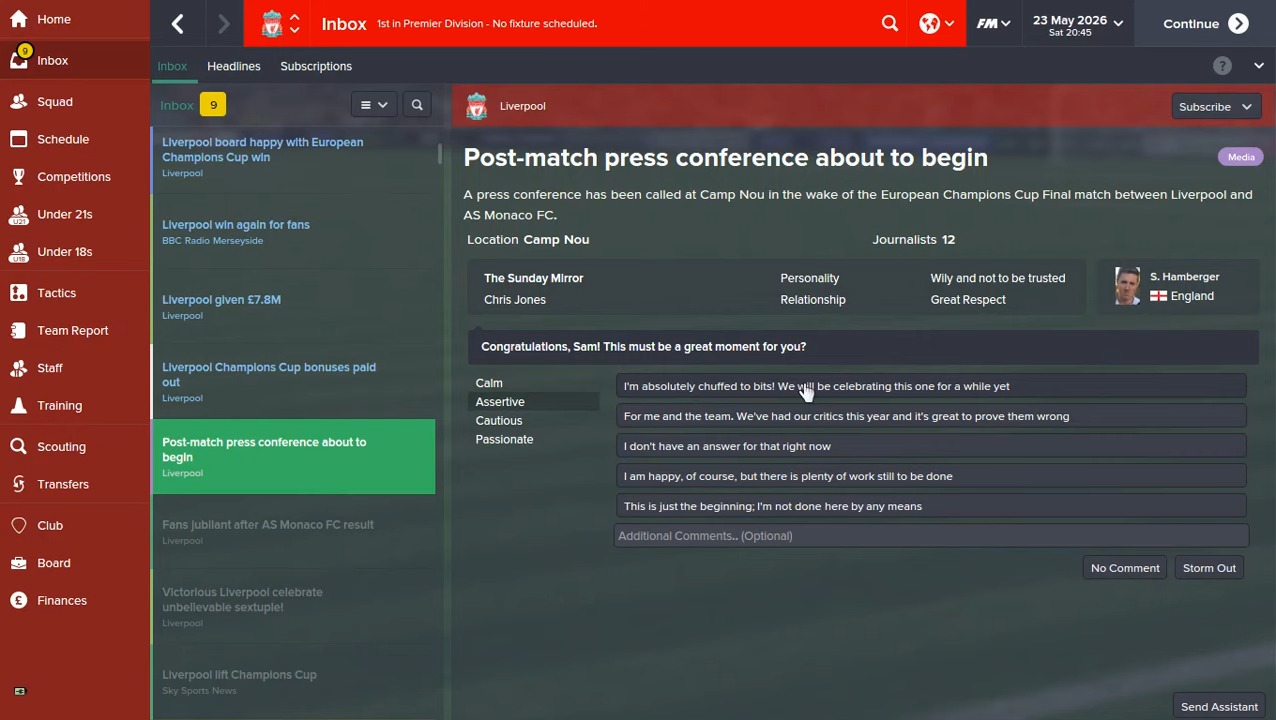 Home
Inbox
1st in Premier Division - No fixture scheduled.
FM
23 May 2026
Sat 20:45
Continue
9
Inbox
Inbox
Headlines
Subscriptions
?
Squad
Schedule
Competitions
U21
Under 21s
U18
Under 18s
Tactics
Team Report
Staff
Training
Scouting
Transfers
Club
Board
£
Finances
Inbox
9
Liverpool board happy with European
Champions Cup win
Liverpool
Liverpool win again for fans
BBC Radio Merseyside
Liverpool given £7.8M
Liverpool
Liverpool Champions Cup bonuses paid
out
Liverpool
Post-match press conference about to
begin
Liverpool
Fans jubilant after AS Monaco FC result
Liverpool
Victorious Liverpool celebrate
unbelievable sextuple!
Liverpool
Liverpool lift Champions Cup
Sky Sports News
Liverpool
Subscribe
Post-match press conference about to begin
Media
A press conference has been called at Camp Nou in the wake of the European Champions Cup Final match between Liverpool and
AS Monaco FC.
Location Camp Nou
Journalists 12
The Sunday Mirror
Personality
Wily and not to be trusted
Chris Jones
Relationship
Great Respect
S. Hamberger
England
Congratulations, Sam! This must be a great moment for you?
Calm
Assertive
Cautious
Passionate
I'm absolutely chuffed to bits! We will be celebrating this one for a while yet
For me and the team. We've had our critics this year and it's great to prove them wrong
I don't have an answer for that right now
I am happy, of course, but there is plenty of work still to be done
This is just the beginning; I'm not done here by any means
Additional Comments.. (Optional)
No Comment
Storm Out
Send Assistant